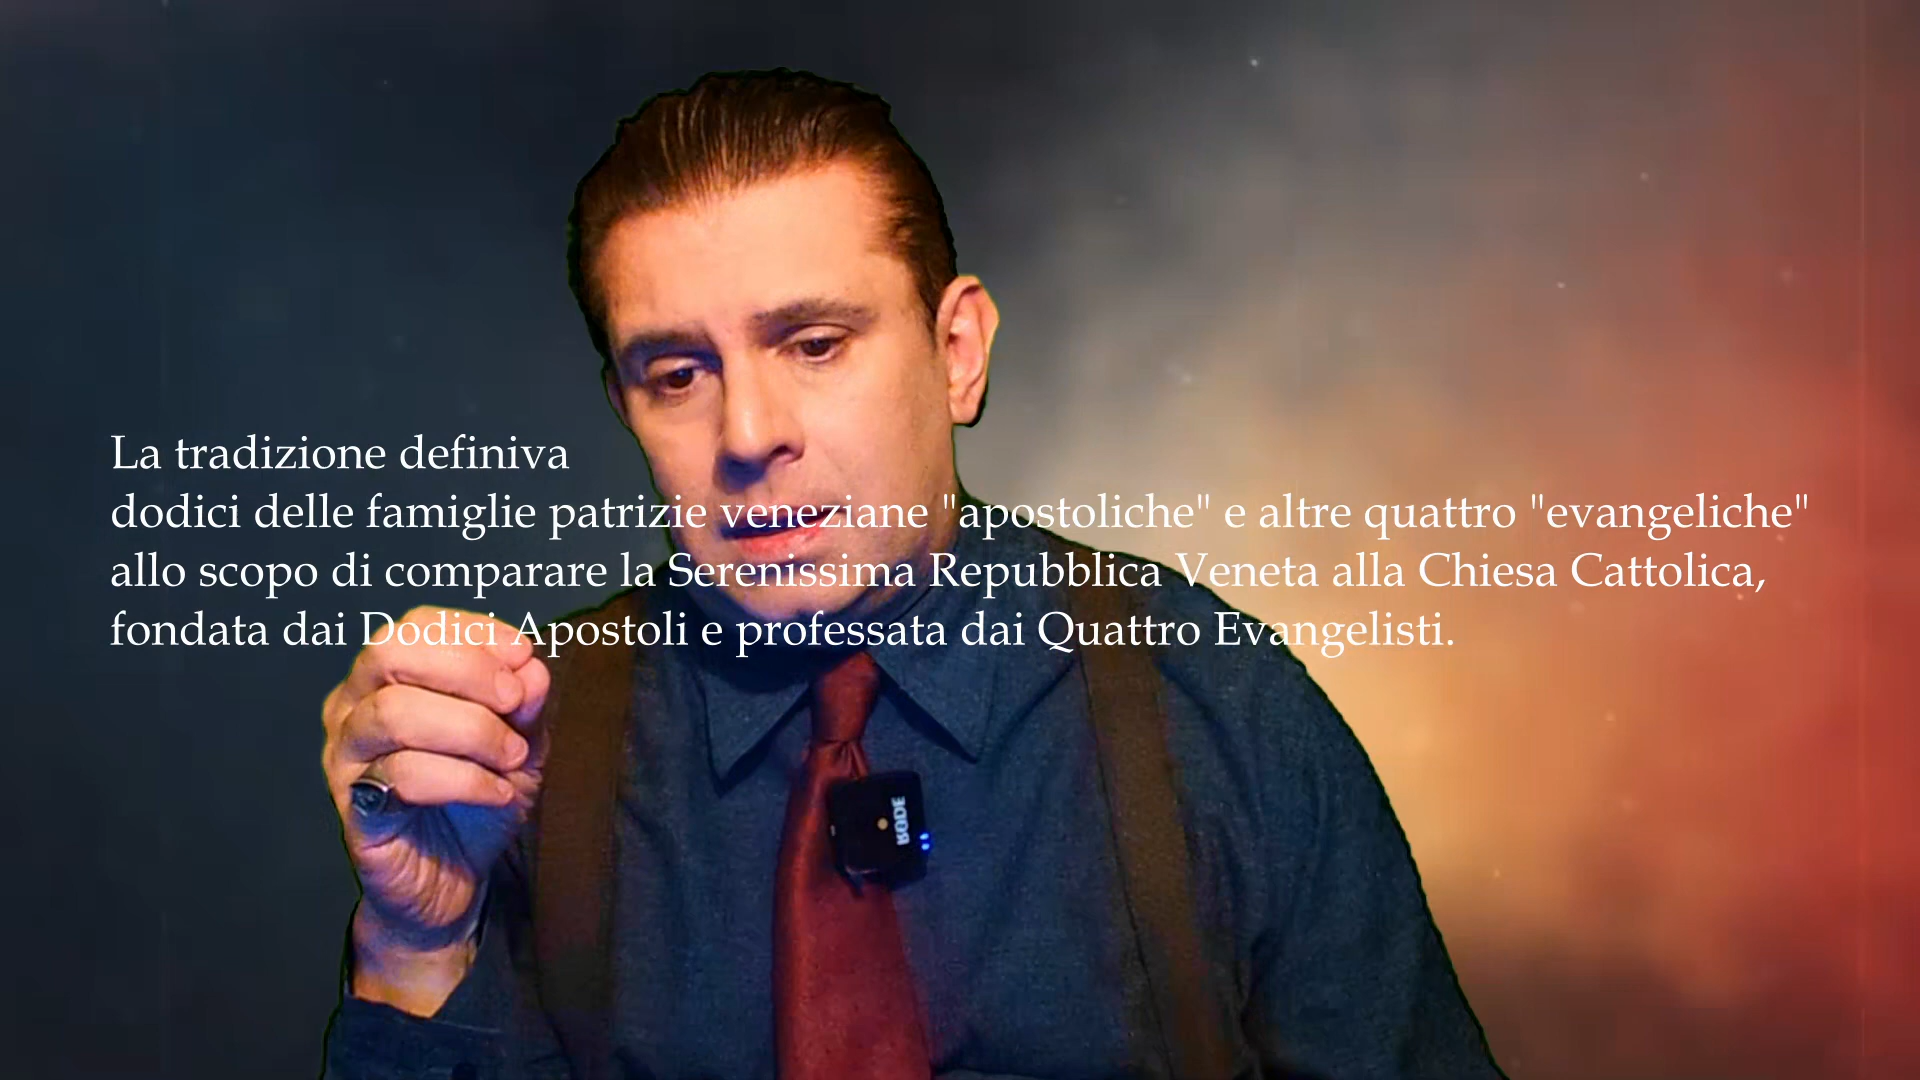 La tradizione definiva
dodici delle famiglie patrizie veneziane "apostoliche" e altre quattro "evangeliche"
allo scopo di comparare la Serenissima Repubblica Veneta alla Chiesa Cattolica,
fondata dai Dodici Apostoli e professata dai Quattro Evangelisti.
RODE